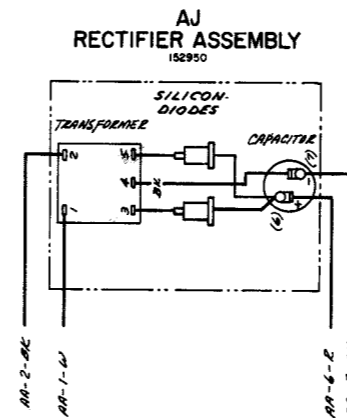 AJ
RECTIFIER ASSEMBLY
152950
SILICON-
DIODES
TRANSFORMER
CAPACITOR
2
5
4
BK
1
3
(7)
-
+
(6)
AA-2-BK
AA-1-W
AA-6-R